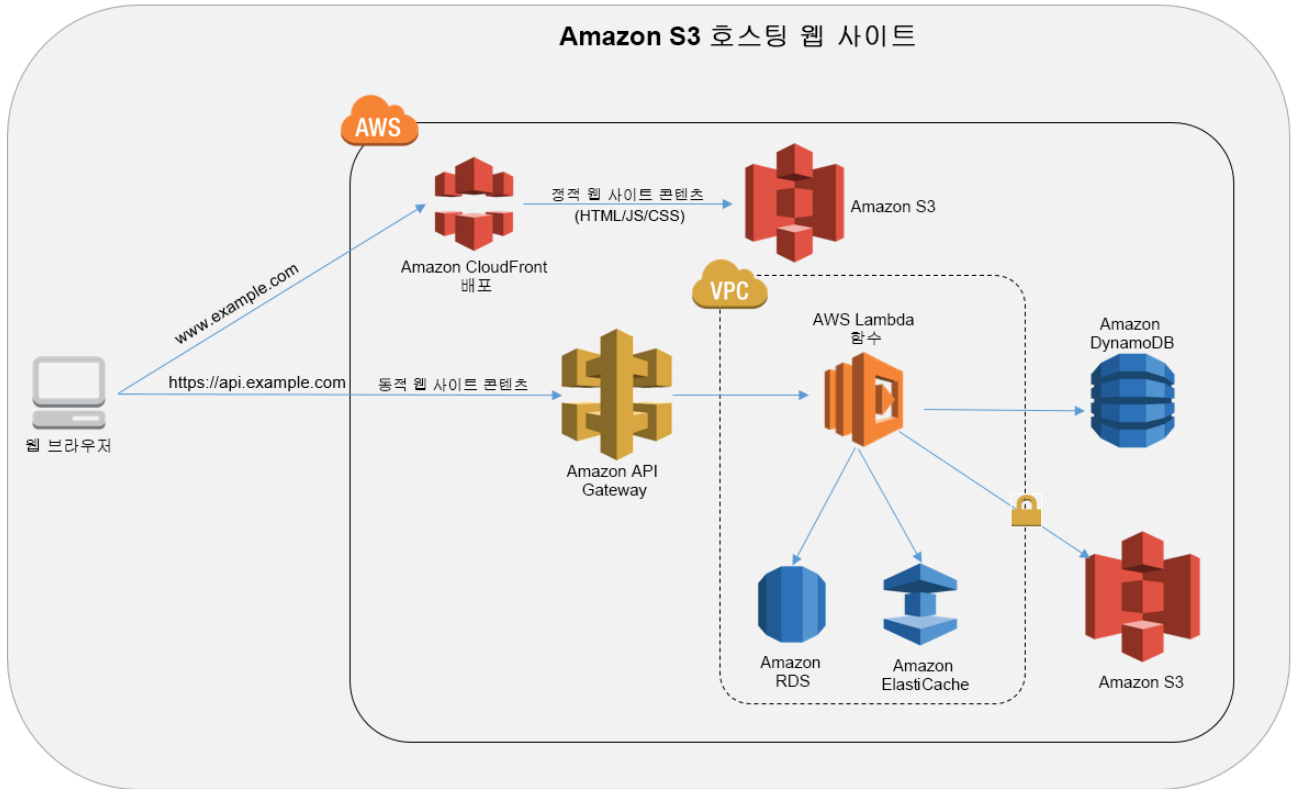 Amazon S3 호스팅 웹 사이트
AWS
정적 웹 사이트 콘텐츠
(HTML/JS/CSS)
Amazon S3
Amazon CloudFront
배포
www.example.com
VPC
AWS Lambda
함수
Amazon
DynamoDB
https://api.example.com
동적 웹 사이트 콘텐츠
웹 브라우저
Amazon API
Gateway
Amazon
RDS
Amazon
ElastiCache
Amazon S3